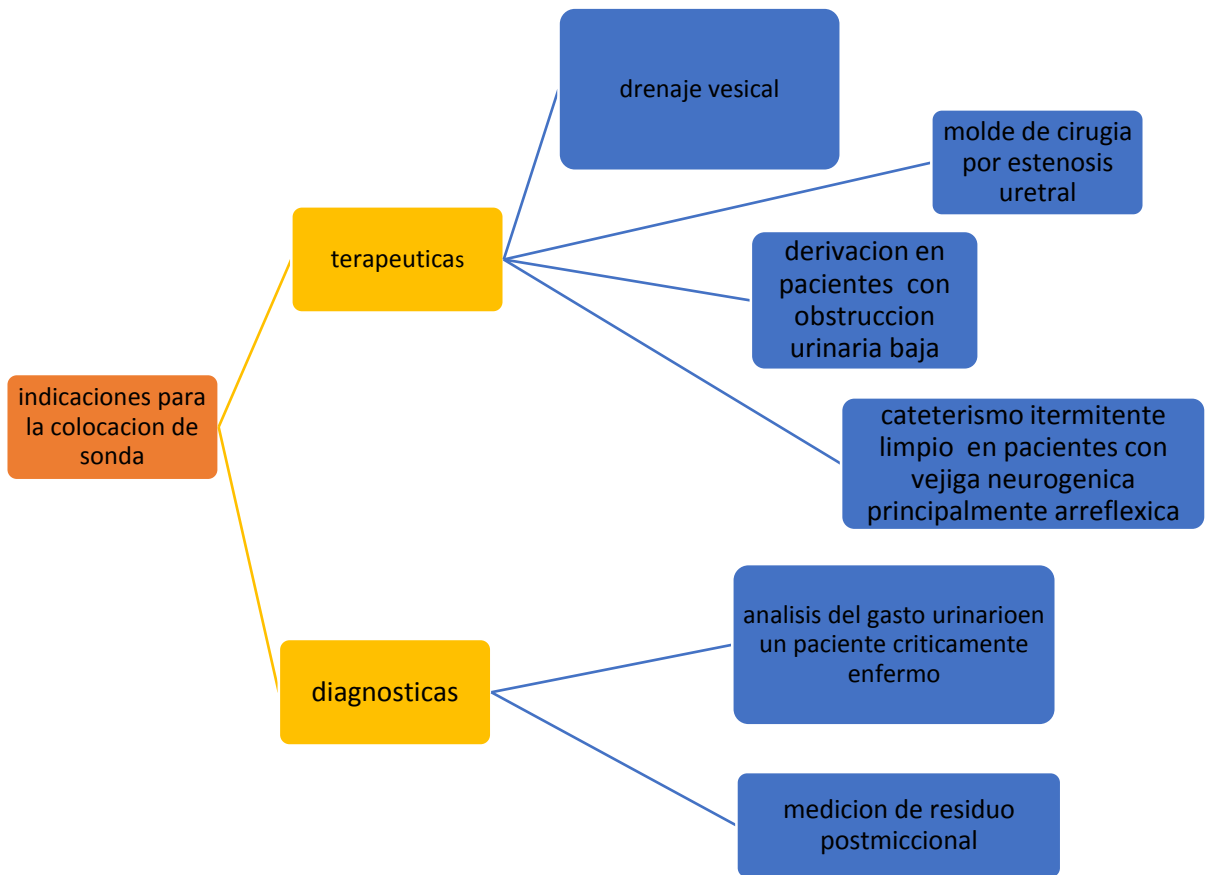 indicaciones para
la colocacion de
sonda
terapeuticas
drenaje vesical
molde de cirugia
por estenosis
uretral
derivacion en
pacientes con
obstruccion
urinaria baja
cateterismo itermitente
limpio en pacientes con
vejiga neurogenica
principalmente arreflexica
diagnosticas
analisis del gasto urinarioen
un paciente criticamente
enfermo
medicion de residuo
postmiccional